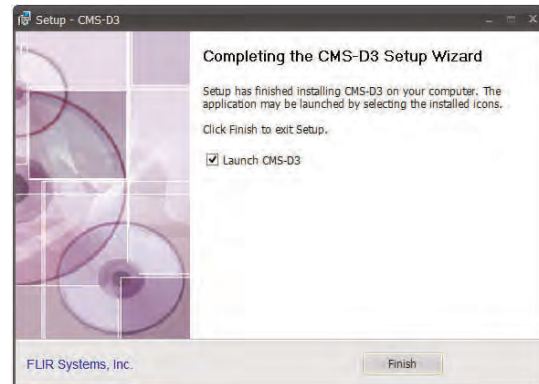 Setup - CMS-D3
Completing the CMS-D3 Setup Wizard
Setup has finished installing CMS-D3 on your computer. The
application may be launched by selecting the installed icons.
Click Finish to exit Setup.
Launch CMS-D3
FLIR Systems, Inc.
Finish